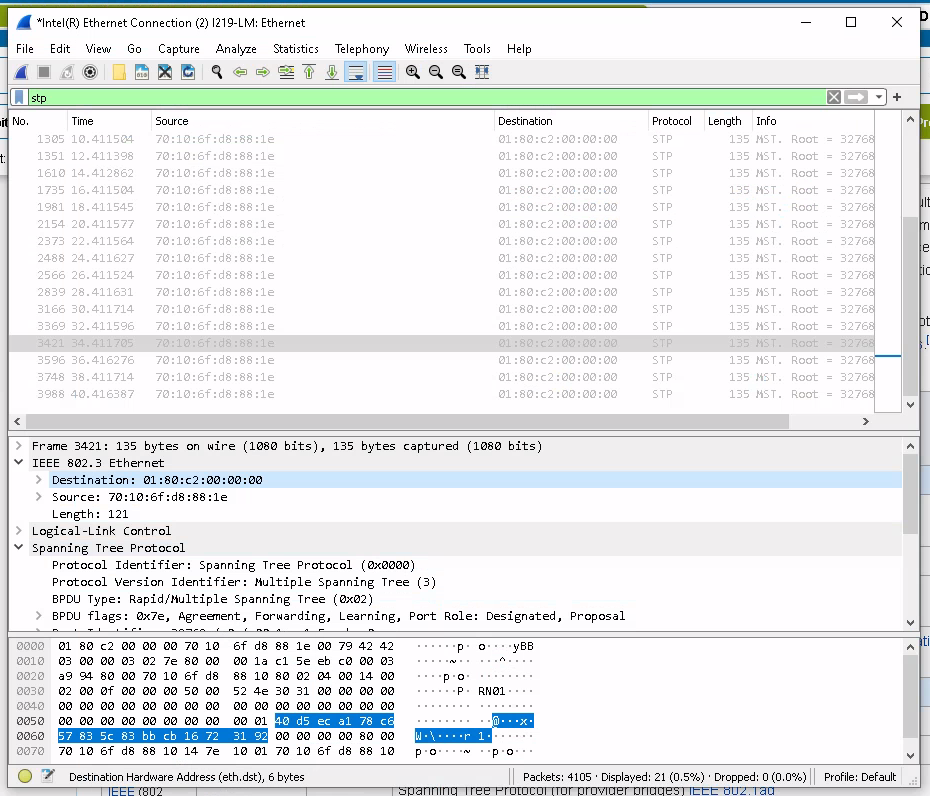 *Intel(R) Ethernet Connection (2) I219-LM: Ethernet
File Edit View Go Capture Analyze Statistics Telephony Wireless Tools Help
stp
No. Time Source Destination Protocol Length Info
1305 10.411504 70:10:6f:d8:88:1e 01:80:c2:00:00:00 STP 135 MST. Root = 32768
1351 12.411398 70:10:6f:d8:88:1e 01:80:c2:00:00:00 STP 135 MST. Root = 32768
1610 14.412862 70:10:6f:d8:88:1e 01:80:c2:00:00:00 STP 135 MST. Root = 32768
1735 16.411504 70:10:6f:d8:88:1e 01:80:c2:00:00:00 STP 135 MST. Root = 32768
1981 18.411545 70:10:6f:d8:88:1e 01:80:c2:00:00:00 STP 135 MST. Root = 32768
2154 20.411577 70:10:6f:d8:88:1e 01:80:c2:00:00:00 STP 135 MST. Root = 32768
2373 22.411564 70:10:6f:d8:88:1e 01:80:c2:00:00:00 STP 135 MST. Root = 32768
2488 24.411627 70:10:6f:d8:88:1e 01:80:c2:00:00:00 STP 135 MST. Root = 32768
2566 26.411524 70:10:6f:d8:88:1e 01:80:c2:00:00:00 STP 135 MST. Root = 32768
2839 28.411631 70:10:6f:d8:88:1e 01:80:c2:00:00:00 STP 135 MST. Root = 32768
3166 30.411714 70:10:6f:d8:88:1e 01:80:c2:00:00:00 STP 135 MST. Root = 32768
3369 32.411596 70:10:6f:d8:88:1e 01:80:c2:00:00:00 STP 135 MST. Root = 32768
3421 34.411705 70:10:6f:d8:88:1e 01:80:c2:00:00:00 STP 135 MST. Root = 32768
3596 36.416276 70:10:6f:d8:88:1e 01:80:c2:00:00:00 STP 135 MST. Root = 32768
3748 38.411714 70:10:6f:d8:88:1e 01:80:c2:00:00:00 STP 135 MST. Root = 32768
3988 40.416387 70:10:6f:d8:88:1e 01:80:c2:00:00:00 STP 135 MST. Root = 32768
Frame 3421: 135 bytes on wire (1080 bits), 135 bytes captured (1080 bits)
IEEE 802.3 Ethernet
Destination: 01:80:c2:00:00:00
Source: 70:10:6f:d8:88:1e
Length: 121
Logical-Link Control
Spanning Tree Protocol
Protocol Identifier: Spanning Tree Protocol (0x0000)
Protocol Version Identifier: Multiple Spanning Tree (3)
BPDU Type: Rapid/Multiple Spanning Tree (0x02)
BPDU flags: 0x7e, Agreement, Forwarding, Learning, Port Role: Designated, Proposal
0000 01 80 c2 00 00 00 70 10 6f d8 88 1e 00 79 42 42 ······p· o····yBB
0010 03 00 00 03 02 7e 80 00 00 1a c1 5e eb c0 00 03 ·····~·· ···^····
0020 a9 94 80 00 70 10 6f d8 88 10 80 02 04 00 14 00 ····p·o· ········
0030 02 00 0f 00 00 00 50 00 52 4e 30 31 00 00 00 00 ······P· RN01····
0040 00 00 00 00 00 00 00 00 00 00 00 00 00 00 00 00 ········ ········
0050 00 00 00 00 00 00 00 00 00 01 40 d5 ec a1 78 c6 ········ ··@···x·
0060 57 83 5c 83 bb cb 16 72 31 92 00 00 00 00 80 00 W·\····r 1·······
0070 70 10 6f d8 88 10 14 7e 10 01 70 10 6f d8 88 10 p·o····~ ··p·o···
Destination Hardware Address (eth.dst), 6 bytes Packets: 4105 · Displayed: 21 (0.5%) · Dropped: 0 (0.0%) Profile: Default
IEEE (802 Spanning Tree Protocol (for provider bridges) IEEE 802.1ad